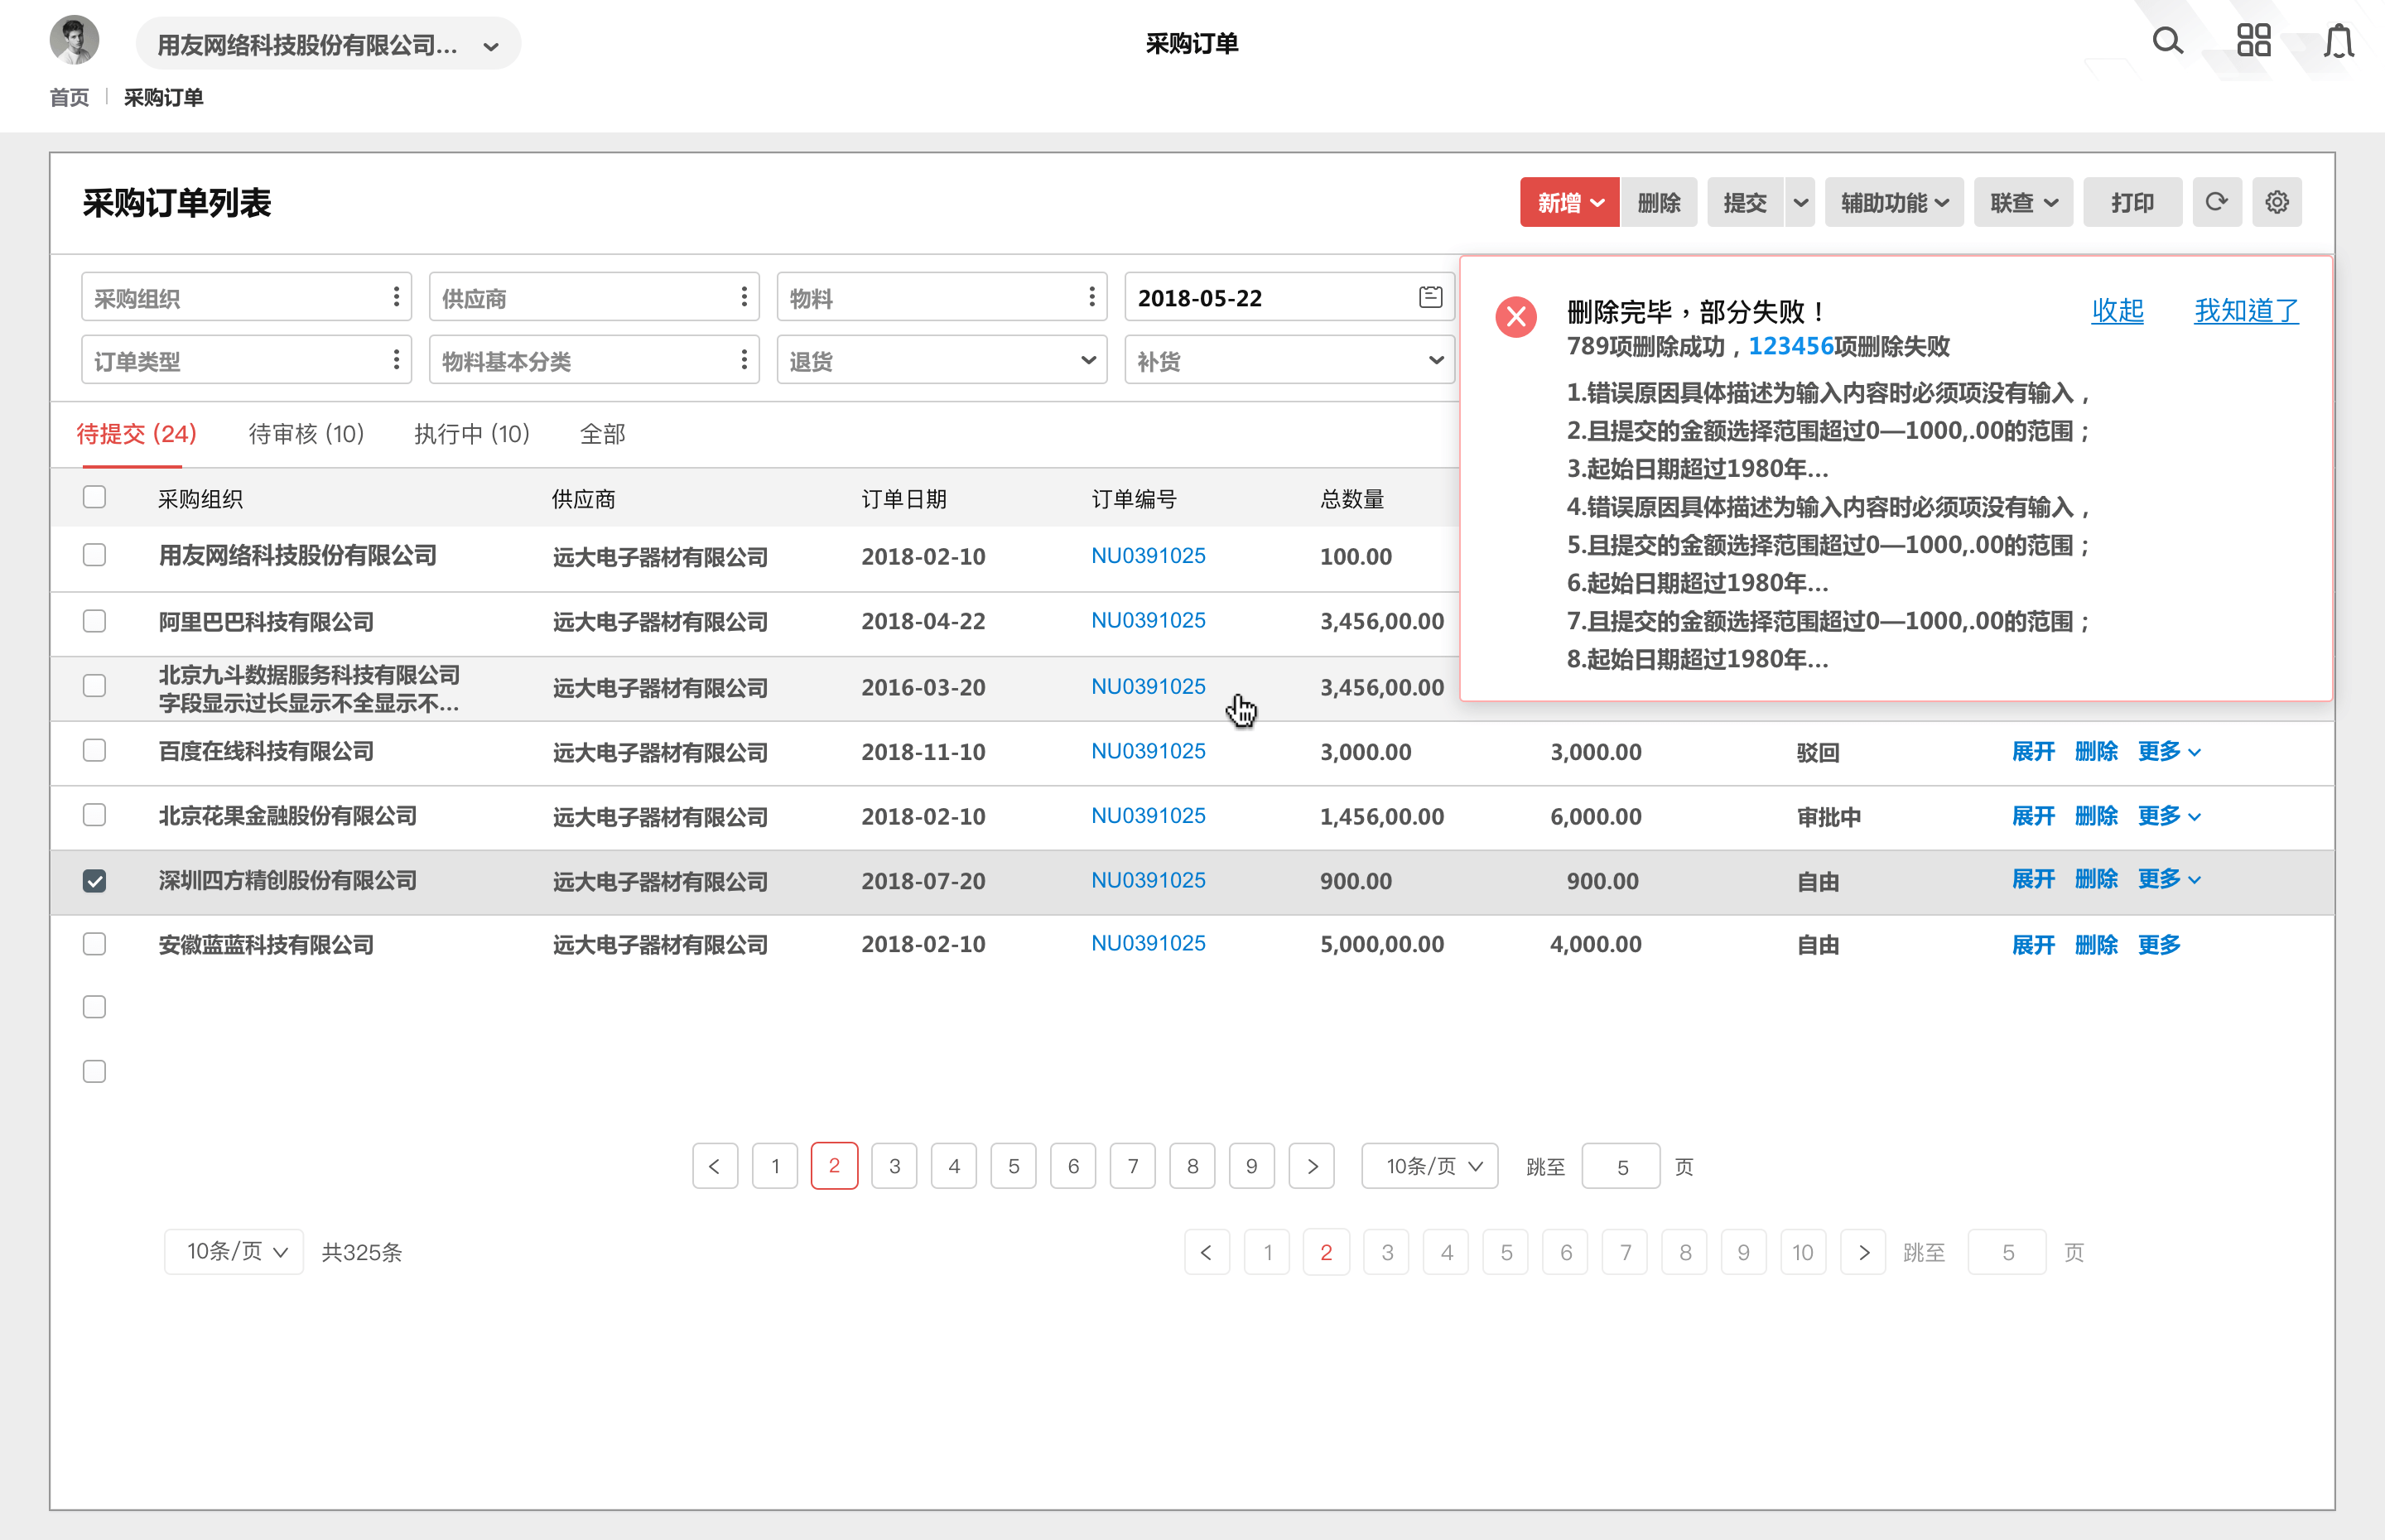 用友网络科技股份有限公司...
采购订单
首页 采购订单
采购订单列表
新增 删除 提交 辅助功能 联查 打印
采购组织 供应商 物料 2018-05-22
订单类型 物料基本分类 退货 补货
删除完毕，部分失败！ 收起 我知道了
789项删除成功，123456项删除失败
1.错误原因具体描述为输入内容时必须项没有输入，
2.且提交的金额选择范围超过0—1000,.00的范围；
3.起始日期超过1980年...
4.错误原因具体描述为输入内容时必须项没有输入，
5.且提交的金额选择范围超过0—1000,.00的范围；
6.起始日期超过1980年...
7.且提交的金额选择范围超过0—1000,.00的范围；
8.起始日期超过1980年...
待提交 (24) 待审核 (10) 执行中 (10) 全部
采购组织 供应商 订单日期 订单编号 总数量
用友网络科技股份有限公司 远大电子器材有限公司 2018-02-10 NU0391025 100.00
阿里巴巴科技有限公司 远大电子器材有限公司 2018-04-22 NU0391025 3,456,00.00
北京九斗数据服务科技有限公司
字段显示过长显示不全显示不... 远大电子器材有限公司 2016-03-20 NU0391025 3,456,00.00
百度在线科技有限公司 远大电子器材有限公司 2018-11-10 NU0391025 3,000.00 3,000.00 驳回 展开 删除 更多
北京花果金融股份有限公司 远大电子器材有限公司 2018-02-10 NU0391025 1,456,00.00 6,000.00 审批中 展开 删除 更多
深圳四方精创股份有限公司 远大电子器材有限公司 2018-07-20 NU0391025 900.00 900.00 自由 展开 删除 更多
安徽蓝蓝科技有限公司 远大电子器材有限公司 2018-02-10 NU0391025 5,000,00.00 4,000.00 自由 展开 删除 更多
< 1 2 3 4 5 6 7 8 9 > 10条/页 跳至 5 页
10条/页 共325条 < 1 2 3 4 5 6 7 8 9 10 > 跳至 5 页